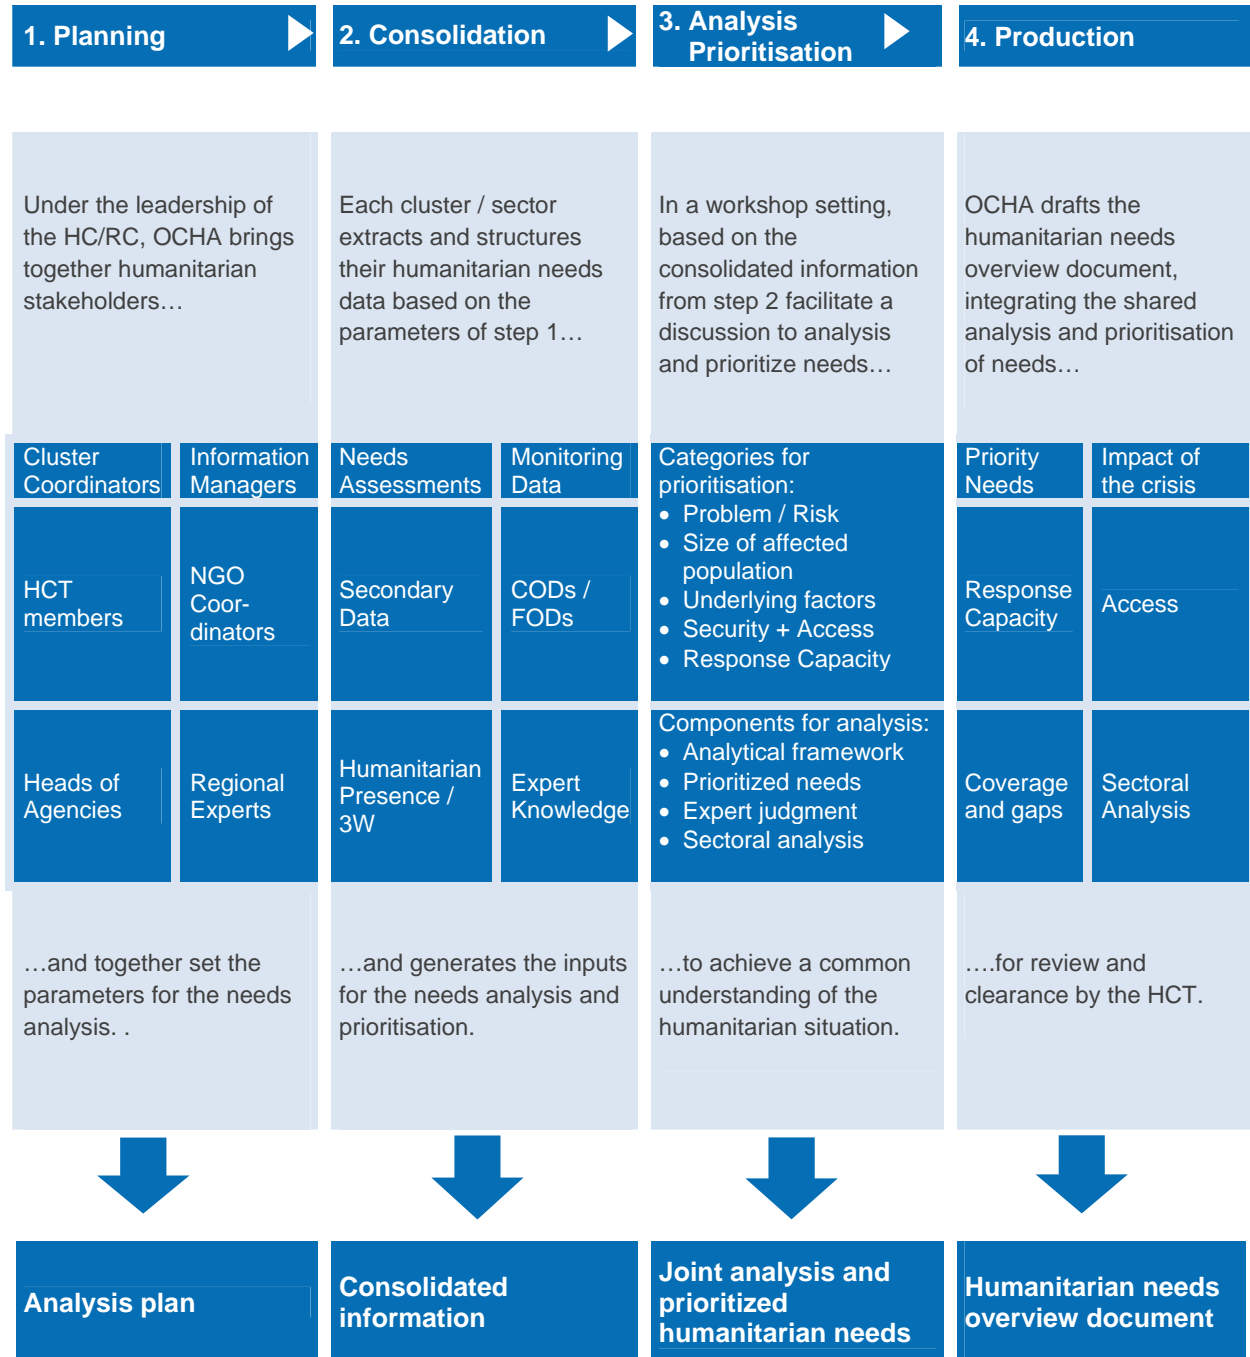 1. Planning
2. Consolidation
3. Analysis
Prioritisation
4. Production
Under the leadership of
the HC/RC, OCHA brings
together humanitarian
stakeholders…
Each cluster / sector
extracts and structures
their humanitarian needs
data based on the
parameters of step 1…
In a workshop setting,
based on the
consolidated information
from step 2 facilitate a
discussion to analysis
and prioritize needs…
OCHA drafts the
humanitarian needs
overview document,
integrating the shared
analysis and prioritisation
of needs…
Cluster
Coordinators
Information
Managers
HCT
members
NGO
Coor-
dinators
Heads of
Agencies
Regional
Experts
Needs
Assessments
Monitoring
Data
Secondary
Data
CODs /
FODs
Humanitarian
Presence /
3W
Expert
Knowledge
Categories for
prioritisation:
• Problem / Risk
• Size of affected
population
• Underlying factors
• Security + Access
• Response Capacity
Components for analysis:
• Analytical framework
• Prioritized needs
• Expert judgment
• Sectoral analysis
Priority
Needs
Impact of
the crisis
Response
Capacity
Access
Coverage
and gaps
Sectoral
Analysis
…and together set the
parameters for the needs
analysis. .
…and generates the inputs
for the needs analysis and
prioritisation.
…to achieve a common
understanding of the
humanitarian situation.
….for review and
clearance by the HCT.
Analysis plan
Consolidated
information
Joint analysis and
prioritized
humanitarian needs
Humanitarian needs
overview document